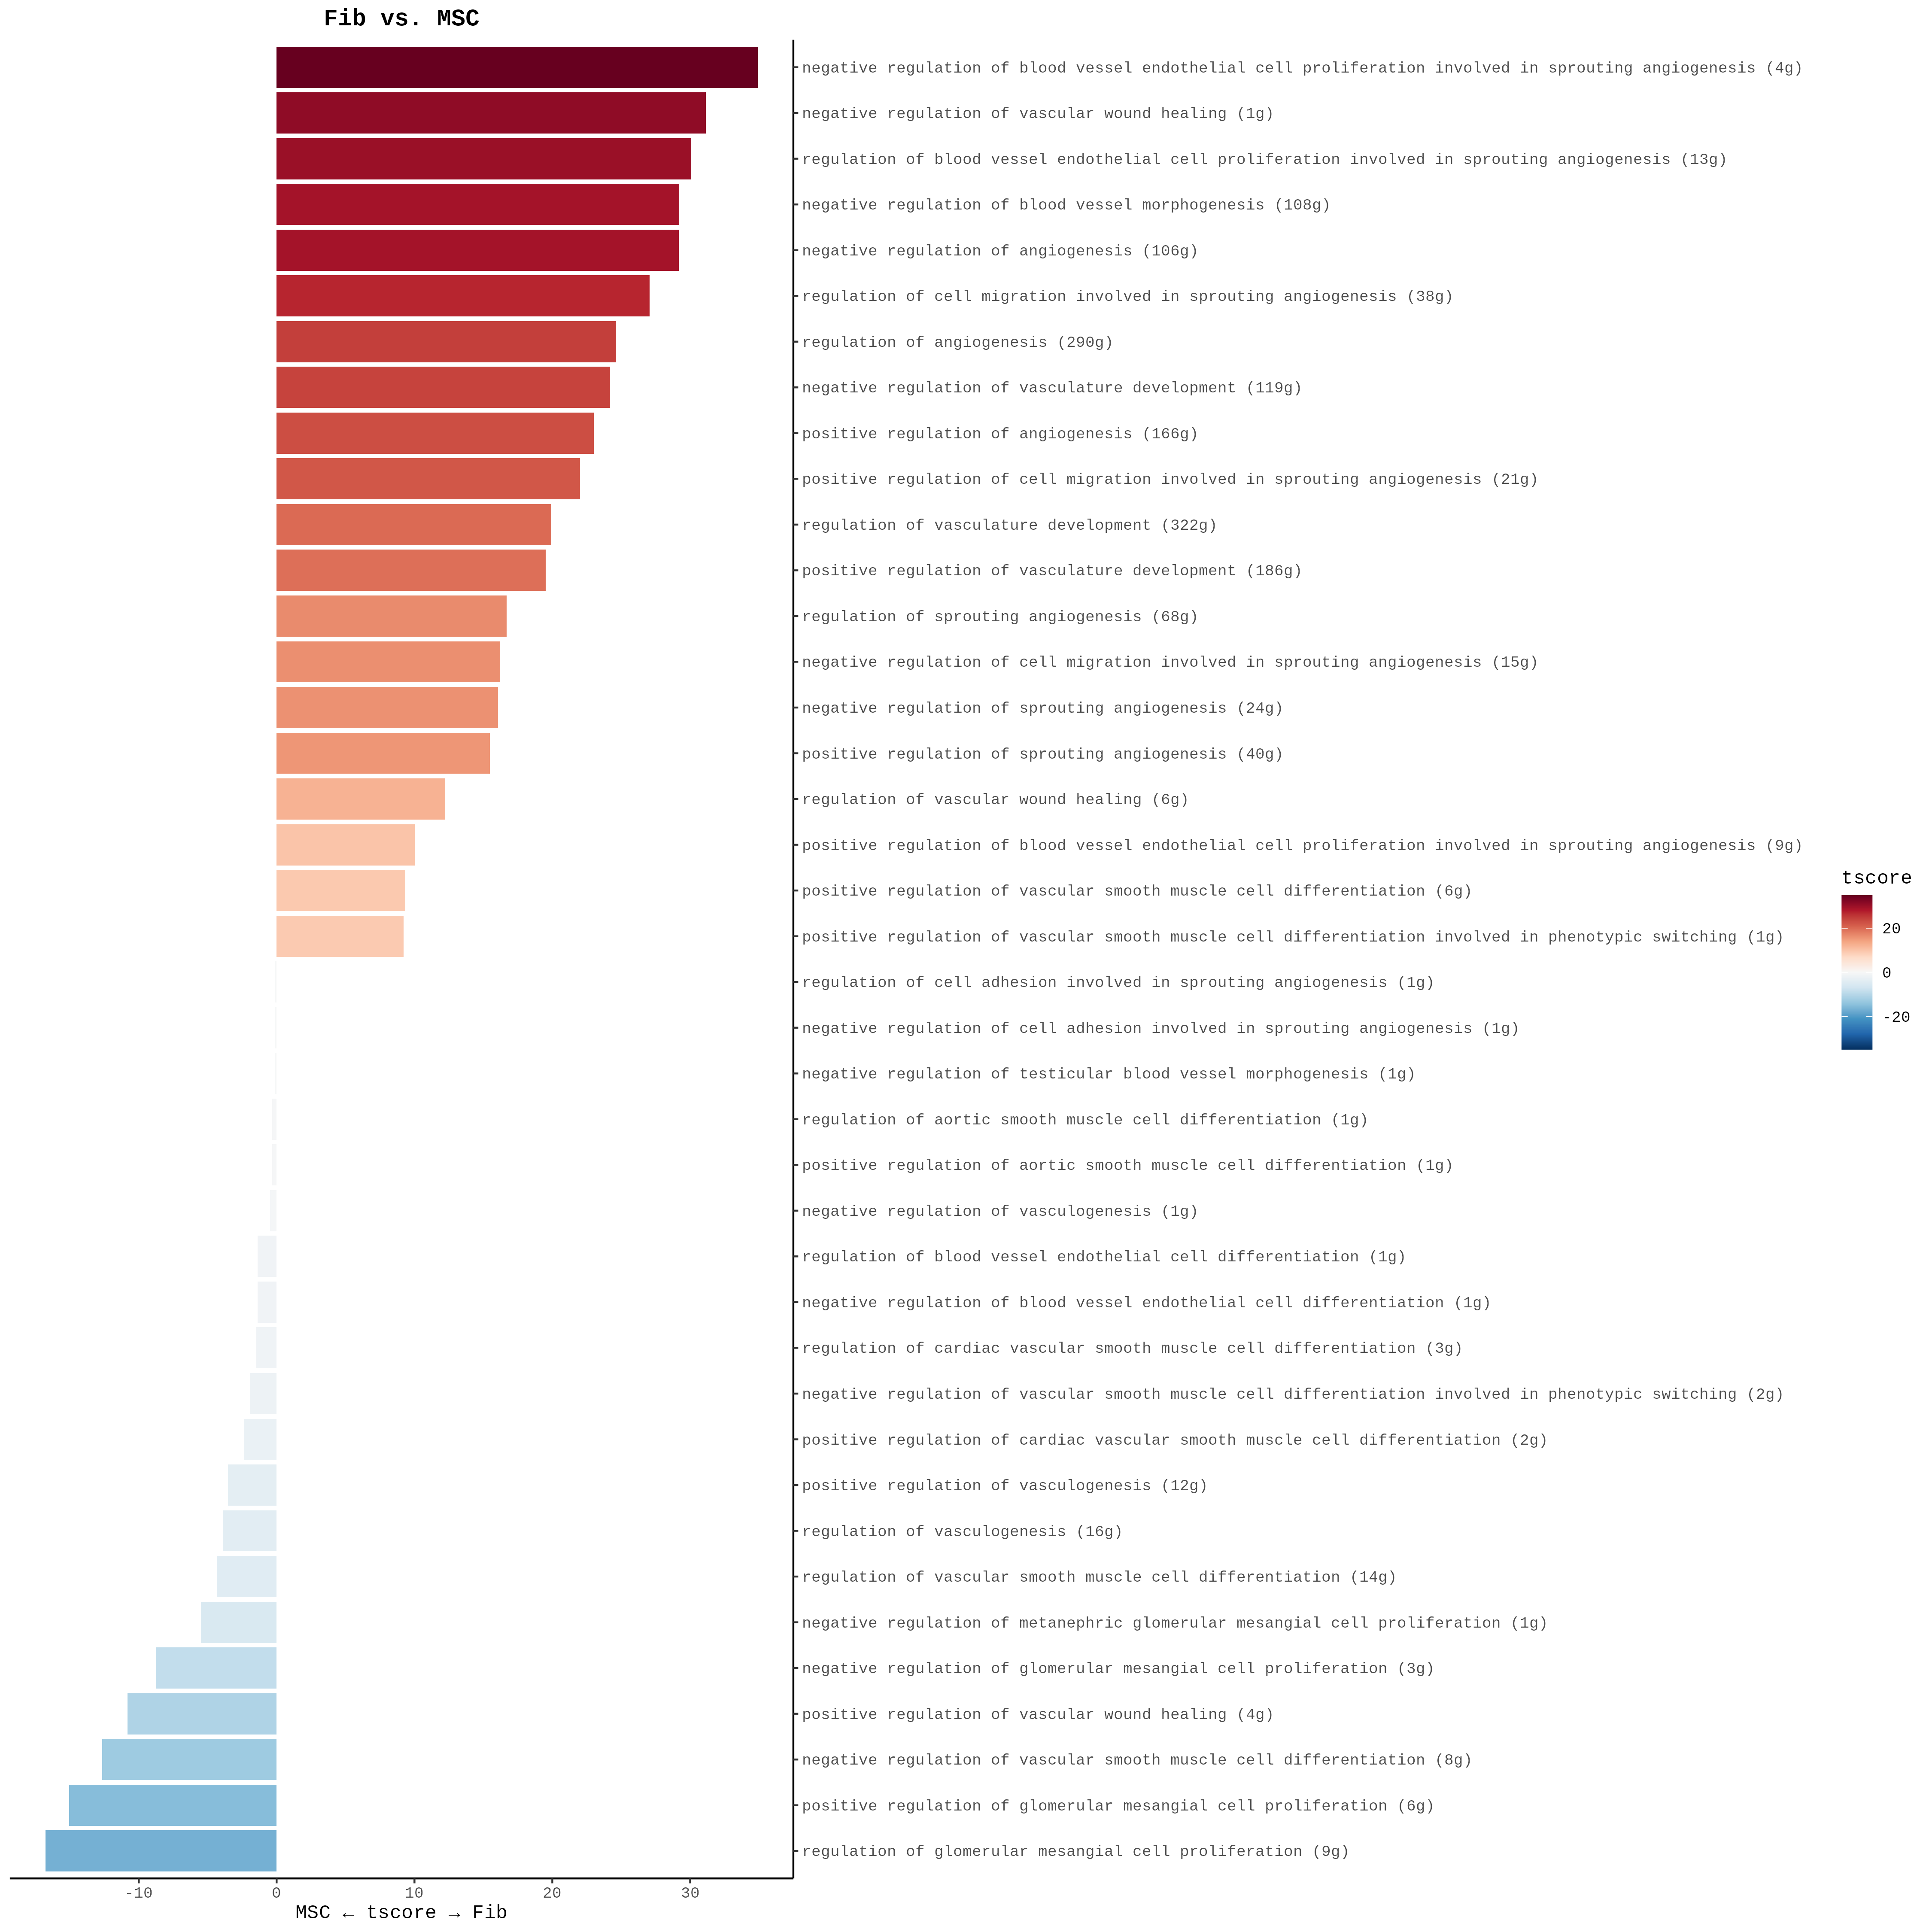 Fib vs. MSC
negative regulation of blood vessel endothelial cell proliferation involved in sprouting angiogenesis (4g)
negative regulation of vascular wound healing (1g)
regulation of blood vessel endothelial cell proliferation involved in sprouting angiogenesis (13g)
negative regulation of blood vessel morphogenesis (108g)
negative regulation of angiogenesis (106g)
regulation of cell migration involved in sprouting angiogenesis (38g)
regulation of angiogenesis (290g)
negative regulation of vasculature development (119g)
positive regulation of angiogenesis (166g)
positive regulation of cell migration involved in sprouting angiogenesis (21g)
regulation of vasculature development (322g)
positive regulation of vasculature development (186g)
regulation of sprouting angiogenesis (68g)
negative regulation of cell migration involved in sprouting angiogenesis (15g)
negative regulation of sprouting angiogenesis (24g)
positive regulation of sprouting angiogenesis (40g)
regulation of vascular wound healing (6g)
positive regulation of blood vessel endothelial cell proliferation involved in sprouting angiogenesis (9g)
positive regulation of vascular smooth muscle cell differentiation (6g)
positive regulation of vascular smooth muscle cell differentiation involved in phenotypic switching (1g)
regulation of cell adhesion involved in sprouting angiogenesis (1g)
negative regulation of cell adhesion involved in sprouting angiogenesis (1g)
negative regulation of testicular blood vessel morphogenesis (1g)
regulation of aortic smooth muscle cell differentiation (1g)
positive regulation of aortic smooth muscle cell differentiation (1g)
negative regulation of vasculogenesis (1g)
regulation of blood vessel endothelial cell differentiation (1g)
negative regulation of blood vessel endothelial cell differentiation (1g)
regulation of cardiac vascular smooth muscle cell differentiation (3g)
negative regulation of vascular smooth muscle cell differentiation involved in phenotypic switching (2g)
positive regulation of cardiac vascular smooth muscle cell differentiation (2g)
positive regulation of vasculogenesis (12g)
regulation of vasculogenesis (16g)
regulation of vascular smooth muscle cell differentiation (14g)
negative regulation of metanephric glomerular mesangial cell proliferation (1g)
negative regulation of glomerular mesangial cell proliferation (3g)
positive regulation of vascular wound healing (4g)
negative regulation of vascular smooth muscle cell differentiation (8g)
positive regulation of glomerular mesangial cell proliferation (6g)
regulation of glomerular mesangial cell proliferation (9g)
-10 0 10 20 30
MSC ← tscore → Fib
tscore
20
0
-20